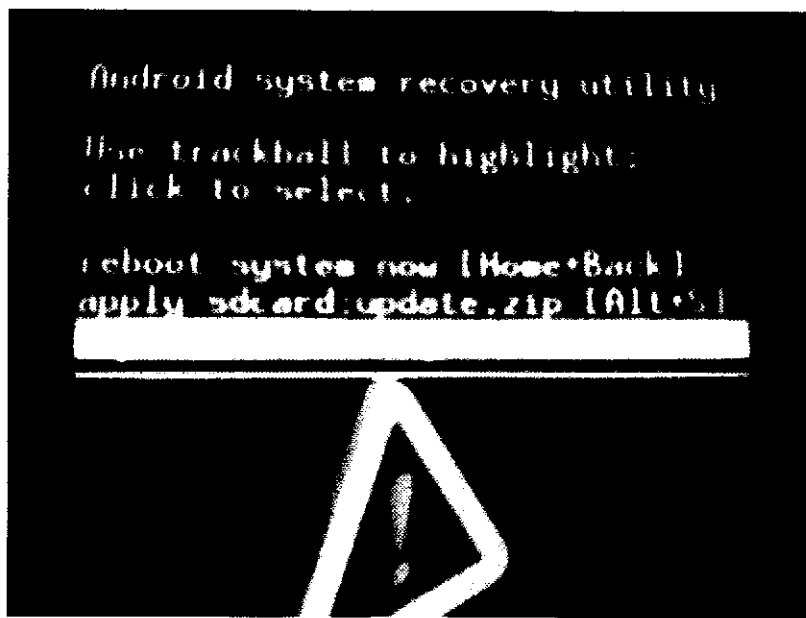 Android system recovery utility
Use trackball to highlight;
click to select.
reboot system now [Home+Back]
apply sdcard:update.zip [Alt+S]
!